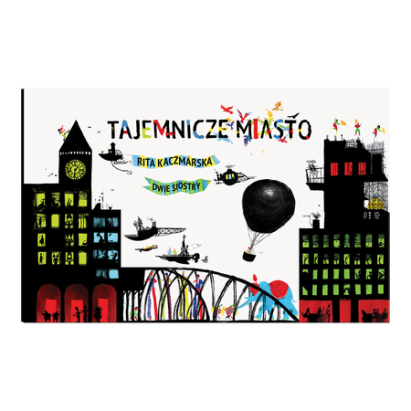 TAJEMNICZE MIASTO
RITA KACZMARSKA
DWIE SIOSTRY